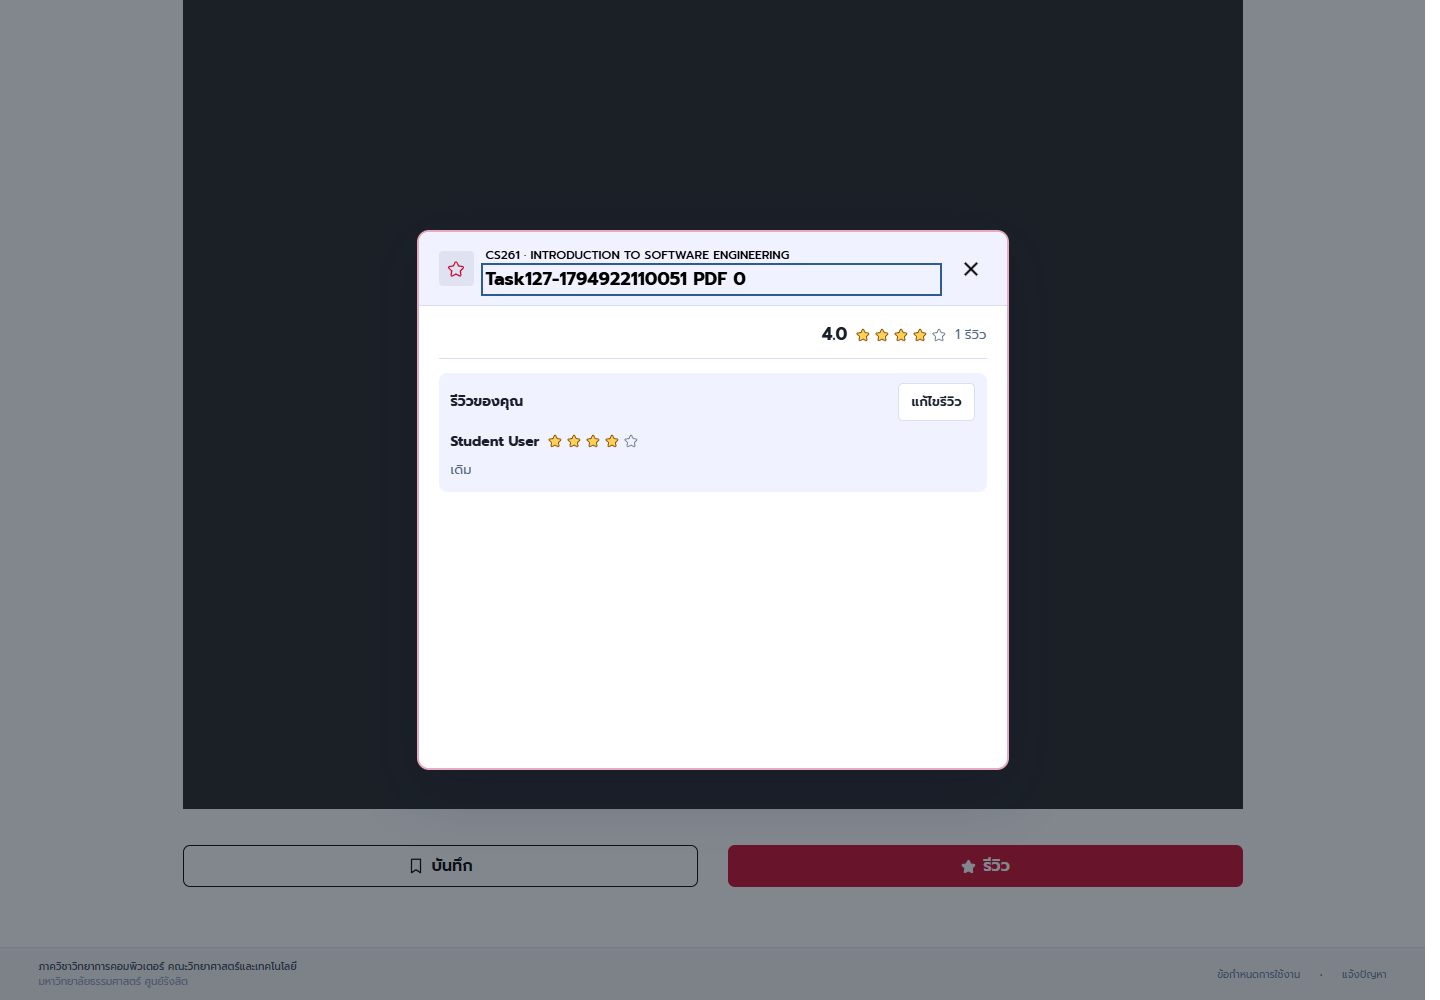 CS261 · INTRODUCTION TO SOFTWARE ENGINEERING
Task127-1794922110051 PDF 0
4.0 1 รีวิว
รีวิวของคุณ
แก้ไขรีวิว
Student User
เดิม
บันทึก
รีวิว
ภาควิชาวิทยาการคอมพิวเตอร์ คณะวิทยาศาสตร์และเทคโนโลยี
มหาวิทยาลัยธรรมศาสตร์ ศูนย์รังสิต
ข้อกำหนดการใช้งาน • แจ้งปัญหา